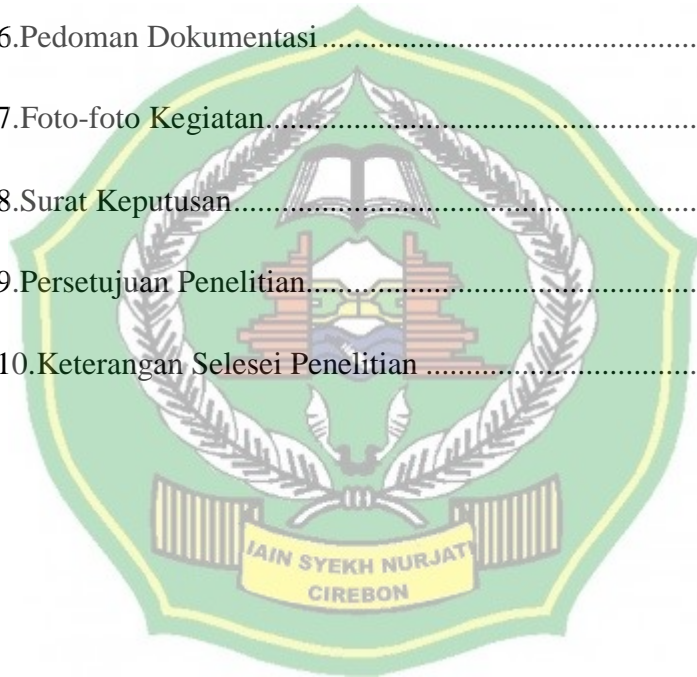 6.Pedoman Dokumentasi................................................
7.Foto-foto Kegiatan.......................................................
8.Surat Keputusan...........................................................
9.Persetujuan Penelitian..................................................
10.Keterangan Selesei Penelitian ...................................
IAIN SYEKH NURJATI
CIREBON